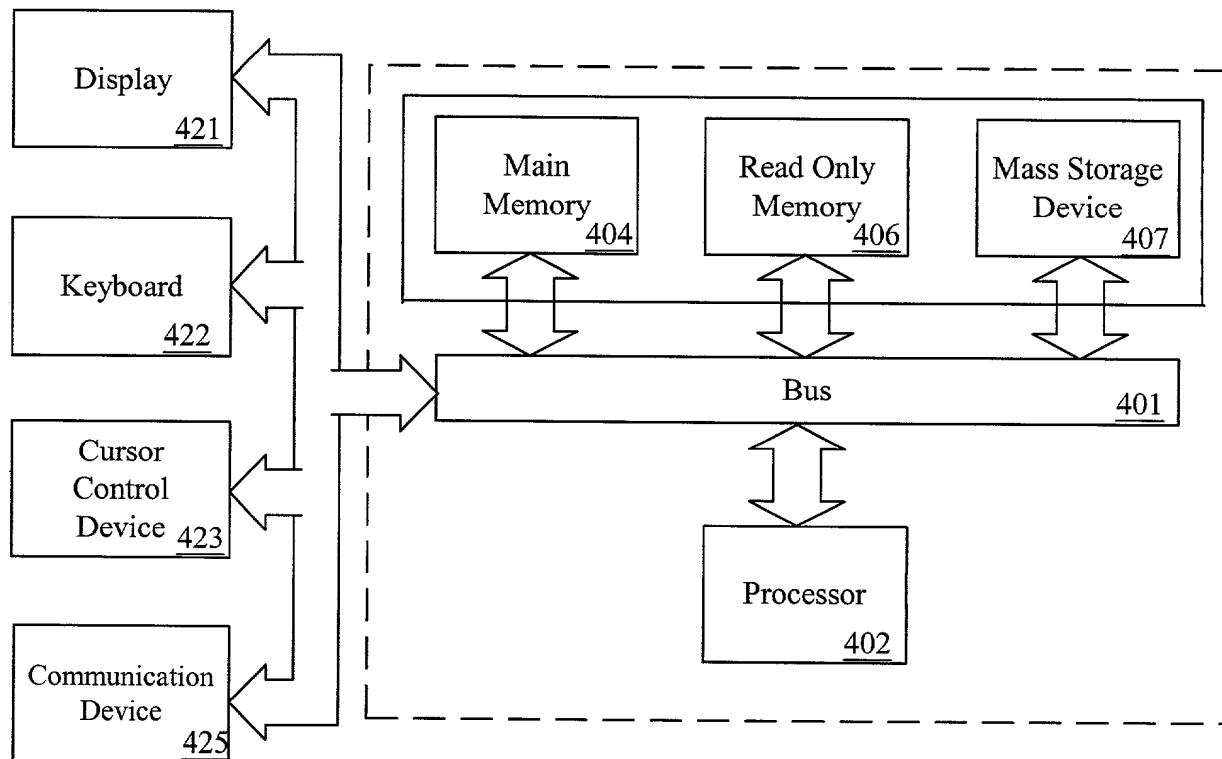 Display
421
Keyboard
422
Cursor
Control
Device
423
Communication
Device
425
Main
Memory
404
Read Only
Memory
406
Mass Storage
Device
407
Bus
401
Processor
402